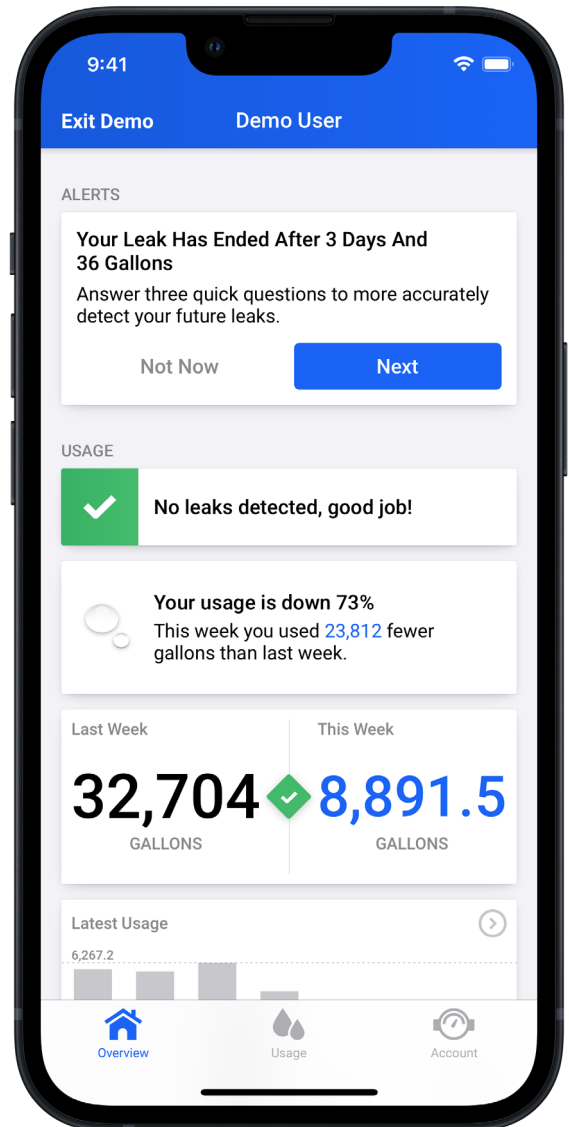 9:41
Exit Demo
Demo User
ALERTS
Your Leak Has Ended After 3 Days And
36 Gallons
Answer three quick questions to more accurately
detect your future leaks.
Not Now
Next
USAGE
No leaks detected, good job!
Your usage is down 73%
This week you used 23,812 fewer
gallons than last week.
Last Week
This Week
32,704
8,891.5
GALLONS
GALLONS
Latest Usage
6,267.2
Overview
Usage
Account